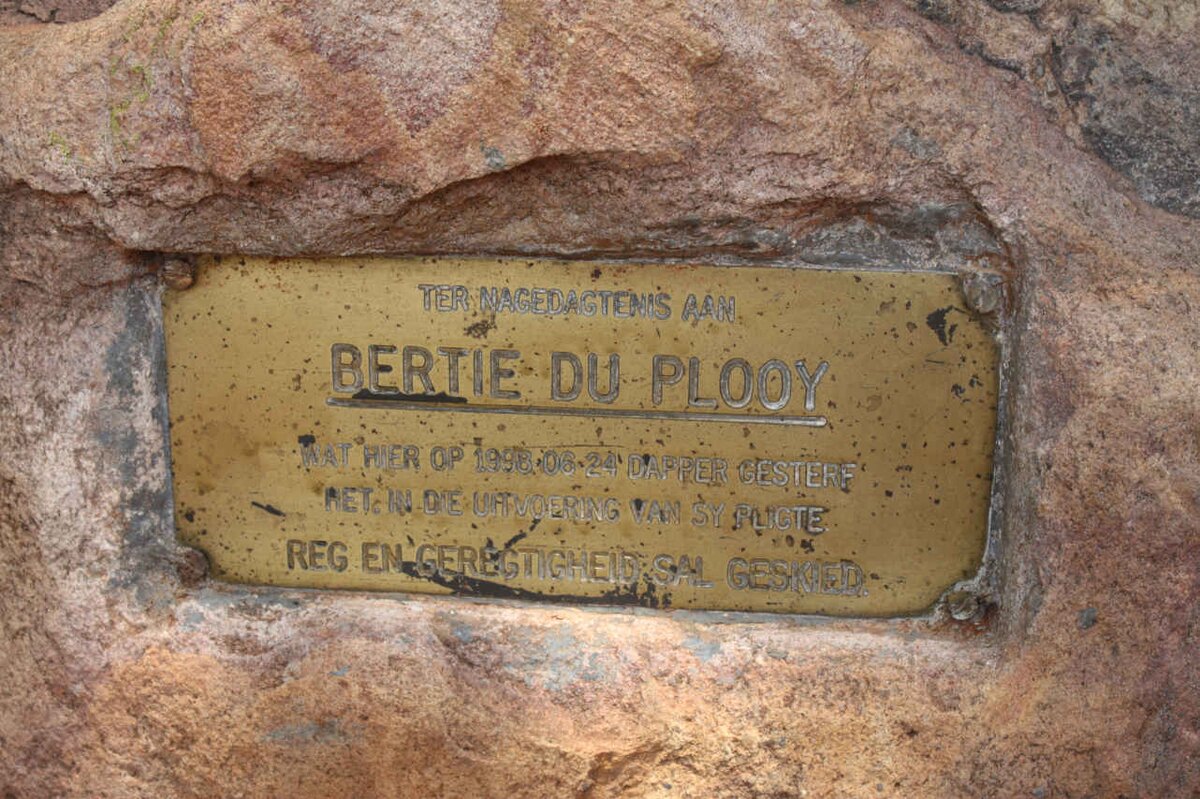 TER NAGEDAGTENIS AAN
BERTIE DU PLOOY
WAT HIER OP 1998-06-24 DAPPER GESTERF
HET, IN DIE UITVOERING VAN SY PLIGTE.
REG EN GEREGTIGHEID SAL GESKIED.